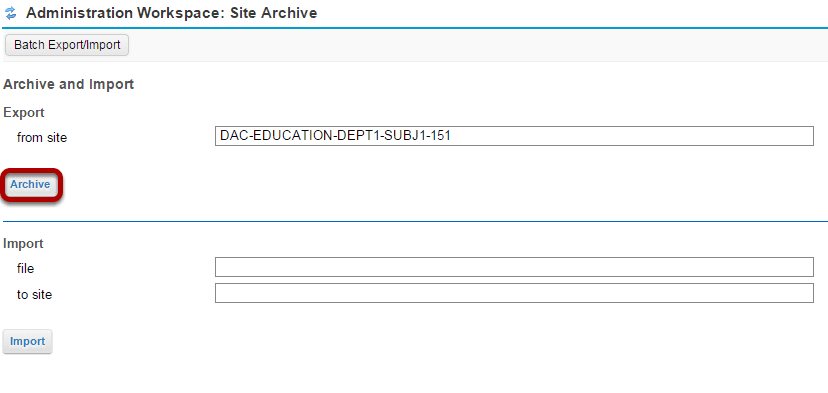 Administration Workspace: Site Archive
Batch Export/Import
Archive and Import
Export
from site DAC-EDUCATION-DEPT1-SUBJ1-151
Archive
Import
file
to site
Import